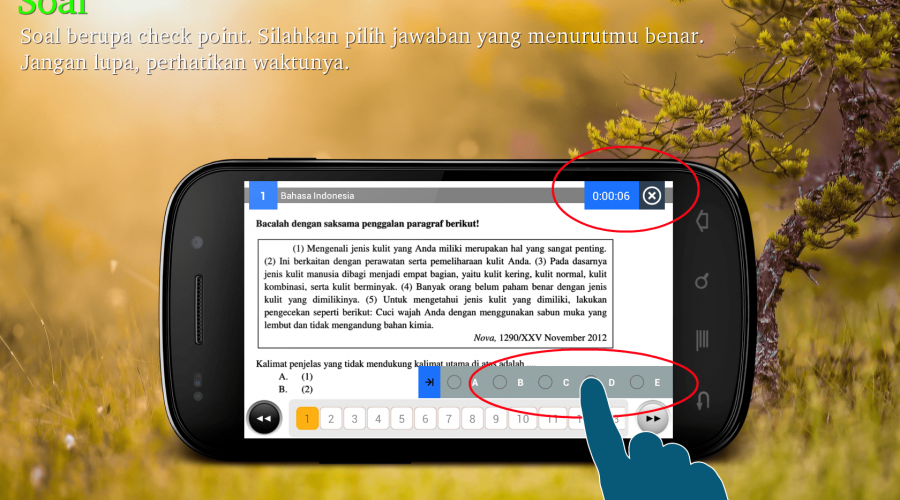 Soal
Soal berupa check point. Silahkan pilih jawaban yang menurutmu benar.
Jangan lupa, perhatikan waktunya.
1 Bahasa Indonesia 0:00:06
Bacalah dengan saksama penggalan paragraf berikut!
(1) Mengenali jenis kulit yang Anda miliki merupakan hal yang sangat penting.
(2) Ini berkaitan dengan perawatan serta pemeliharaan kulit Anda. (3) Pada dasarnya
jenis kulit manusia dibagi menjadi empat bagian, yaitu kulit kering, kulit normal, kulit
kombinasi, serta kulit berminyak. (4) Banyak orang belum paham benar dengan jenis
kulit yang dimilikinya. (5) Untuk mengetahui jenis kulit yang dimiliki, lakukan
pengecekan seperti berikut: Cuci wajah Anda dengan menggunakan sabun muka yang
lembut dan tidak mengandung bahan kimia.
Nova, 1290/XXV November 2012
Kalimat penjelas yang tidak mendukung kalimat utama di atas adalah ...
A. (1)
B. (2)
A B C D E
1 2 3 4 5 6 7 8 9 10 11